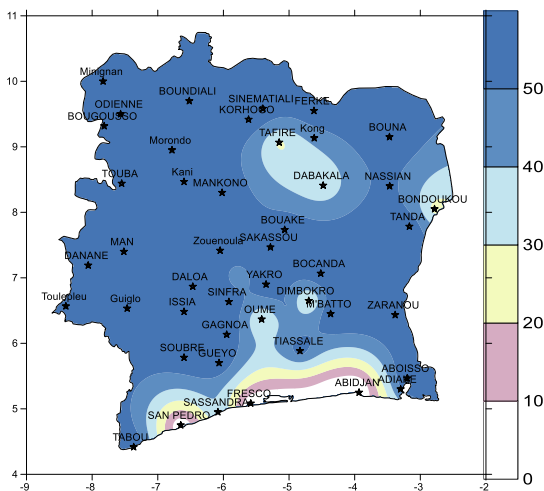 11
10
9
8
7
6
5
4
-9 -8 -7 -6 -5 -4 -3 -2
Minignan
BOUNDIALI
ODIENNE
SINEMATIALI
FERKE
BOUGOUSSO
KORHOGO
TAFIRE
Kong
BOUNA
Morondo
TOUBA
Kani
MANKONO
DABAKALA
NASSIAN
BONDOUKOU
TANDA
BOUAKE
MAN
Zouenoula
SAKASSOU
DANANE
BOCANDA
DALOA
YAKRO
Toulepleu
Guiglo
ISSIA
SINFRA
DIMBOKRO
M'BATTO
ZARANOU
OUME
GAGNOA
TIASSALE
SOUBRE
GUEYO
ABOISSO
ADIAKE
ABIDJAN
FRESCO
SASSANDRA
SAN PEDRO
TABOU
50
40
30
20
10
0